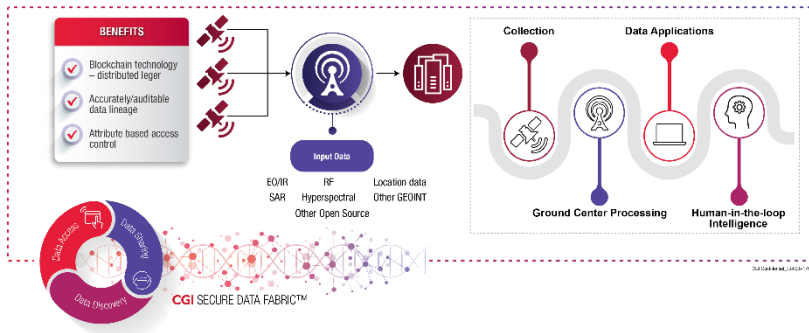 BENEFITS
Blockchain technology
– distributed leger
Accurately/auditable
data lineage
Attribute based access
control
Input Data
EO/IR
RF
Location data
SAR
Hyperspectral
Other GEOINT
Other Open Source
Collection
Data Applications
Ground Center Processing
Human-in-the-loop
Intelligence
Data Access
Data Sharing
Data Discovery
CGI SECURE DATA FABRIC™